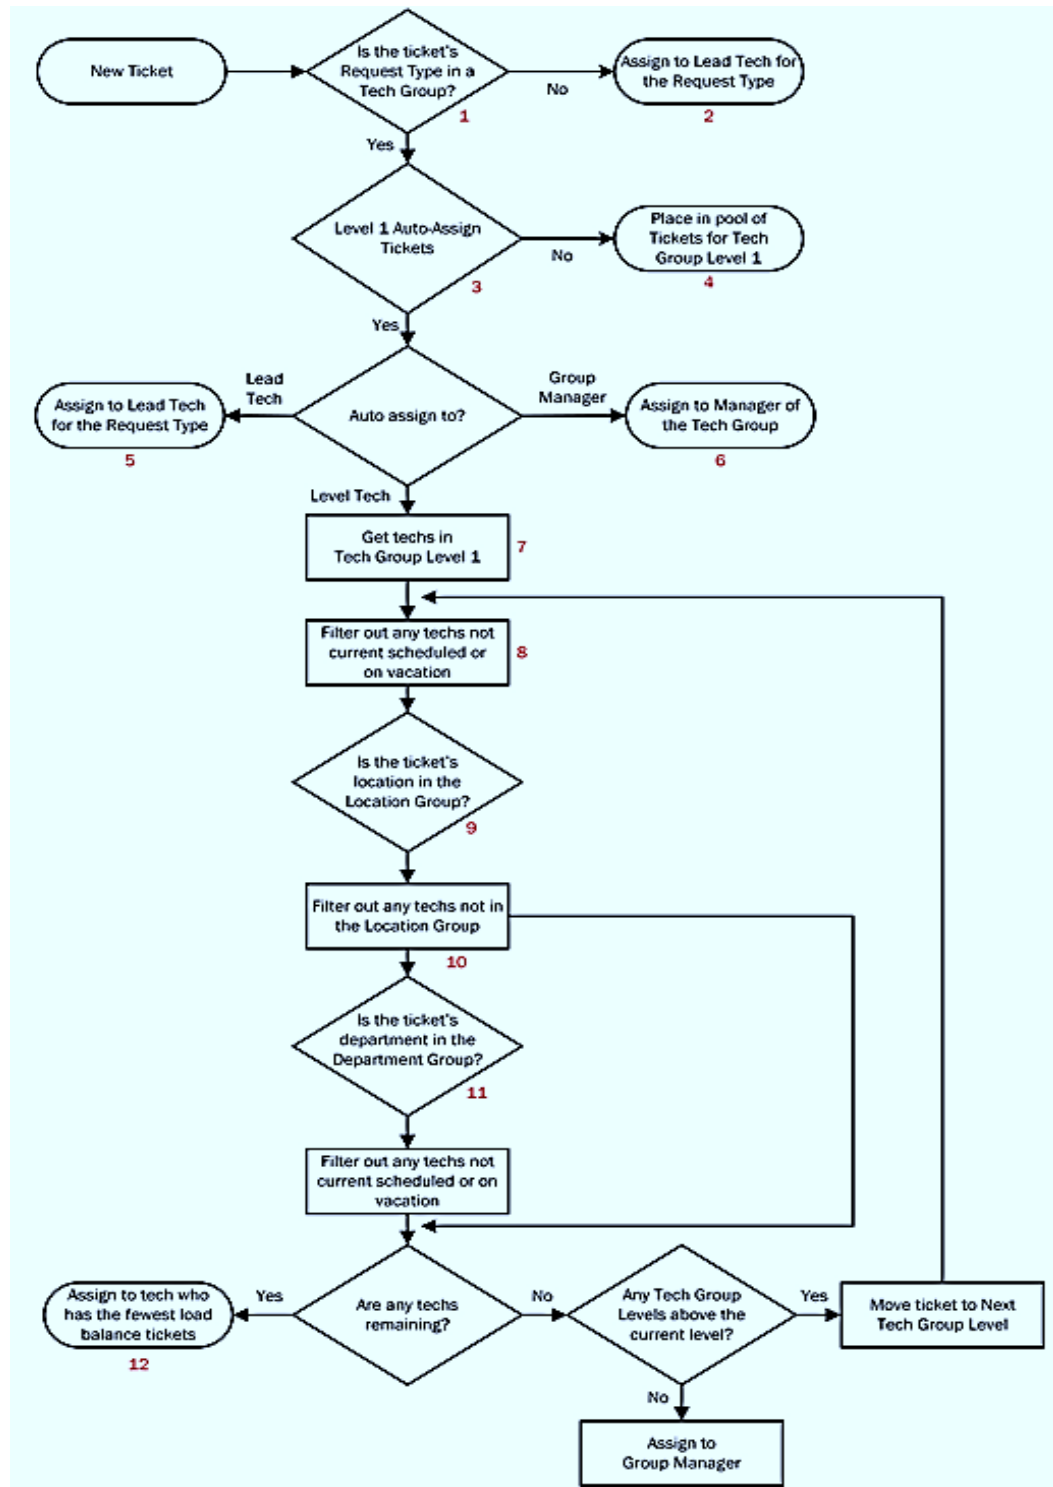 New Ticket
Is the ticket's
Request Type in a
Tech Group?
No
Assign to Lead Tech for
the Request Type
1
2
Yes
Level 1 Auto-Assign
Tickets
No
Place in pool of
Tickets for Tech
Group Level 1
3
4
Yes
Lead
Tech
Group
Manager
Assign to Lead Tech
for the Request Type
Auto assign to?
Assign to Manager of
the Tech Group
5
6
Level Tech
Get techs in
Tech Group Level 1
7
Filter out any techs not
current scheduled or
on vacation
8
Is the ticket's
location in the
Location Group?
9
Filter out any techs not in
the Location Group
10
Is the ticket's
department in the
Department Group?
11
Filter out any techs not
current scheduled or on
vacation
Assign to tech who
has the fewest load
balance tickets
Yes
Are any techs
remaining?
No
Any Tech Group
Levels above the
current level?
Yes
Move ticket to Next
Tech Group Level
12
No
Assign to
Group Manager